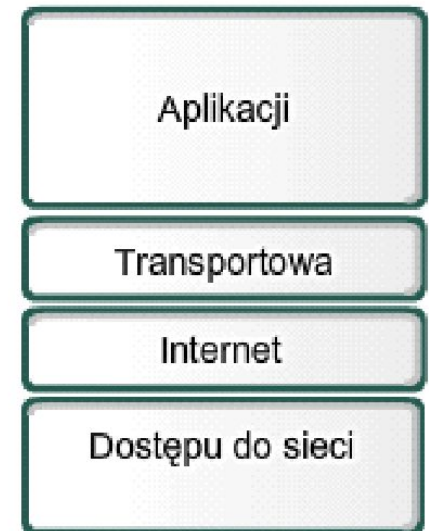 Aplikacji
Transportowa
Internet
Dostępu do sieci